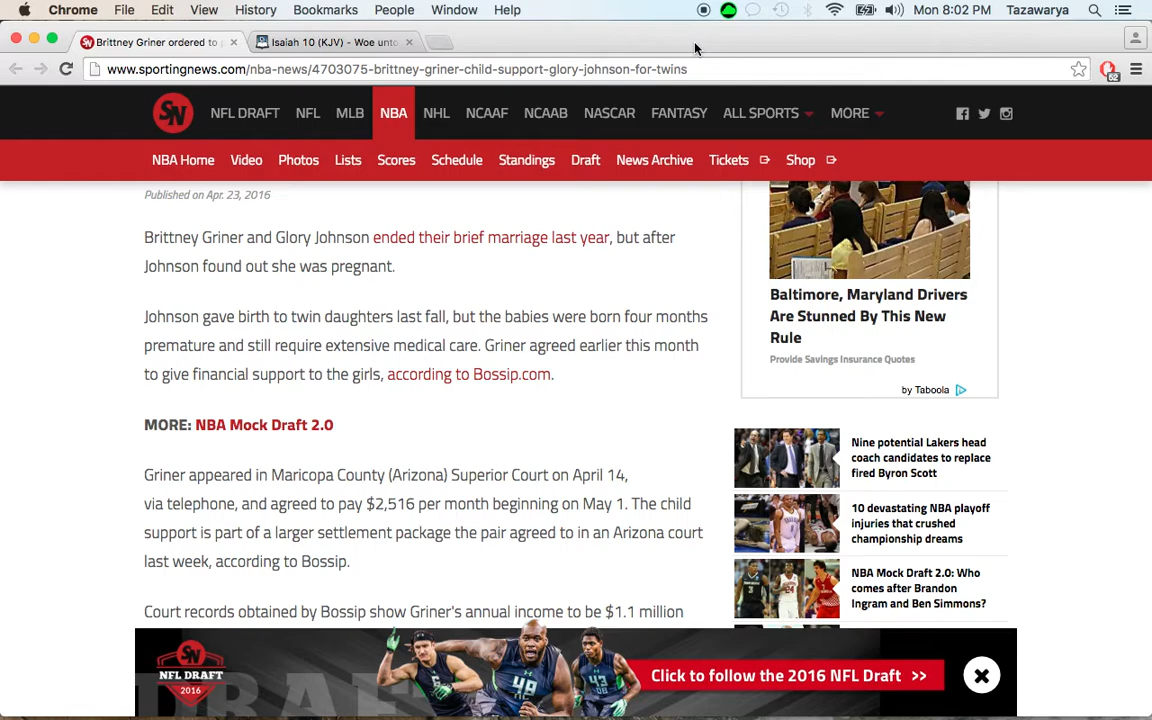 Chrome File Edit View History Bookmarks People Window Help Mon 8:02 PM Tazawarya
Brittney Griner ordered to p Isaiah 10 (KJV) - Woe unto
www.sportingnews.com/nba-news/4703075-brittney-griner-child-support-glory-johnson-for-twins
SN NFL DRAFT NFL MLB NBA NHL NCAAF NCAAB NASCAR FANTASY ALL SPORTS MORE
NBA Home Video Photos Lists Scores Schedule Standings Draft News Archive Tickets Shop
Published on Apr. 23, 2016
Brittney Griner and Glory Johnson ended their brief marriage last year, but after
Johnson found out she was pregnant.
Johnson gave birth to twin daughters last fall, but the babies were born four months
premature and still require extensive medical care. Griner agreed earlier this month
to give financial support to the girls, according to Bossip.com.
MORE: NBA Mock Draft 2.0
Griner appeared in Maricopa County (Arizona) Superior Court on April 14,
via telephone, and agreed to pay $2,516 per month beginning on May 1. The child
support is part of a larger settlement package the pair agreed to in an Arizona court
last week, according to Bossip.
Court records obtained by Bossip show Griner's annual income to be $1.1 million
Baltimore, Maryland Drivers
Are Stunned By This New
Rule
Provide Savings Insurance Quotes
by Taboola
Nine potential Lakers head
coach candidates to replace
fired Byron Scott
10 devastating NBA playoff
injuries that crushed
championship dreams
NBA Mock Draft 2.0: Who
comes after Brandon
Ingram and Ben Simmons?
SN
NFL DRAFT
2016
48
43
Click to follow the 2016 NFL Draft >>